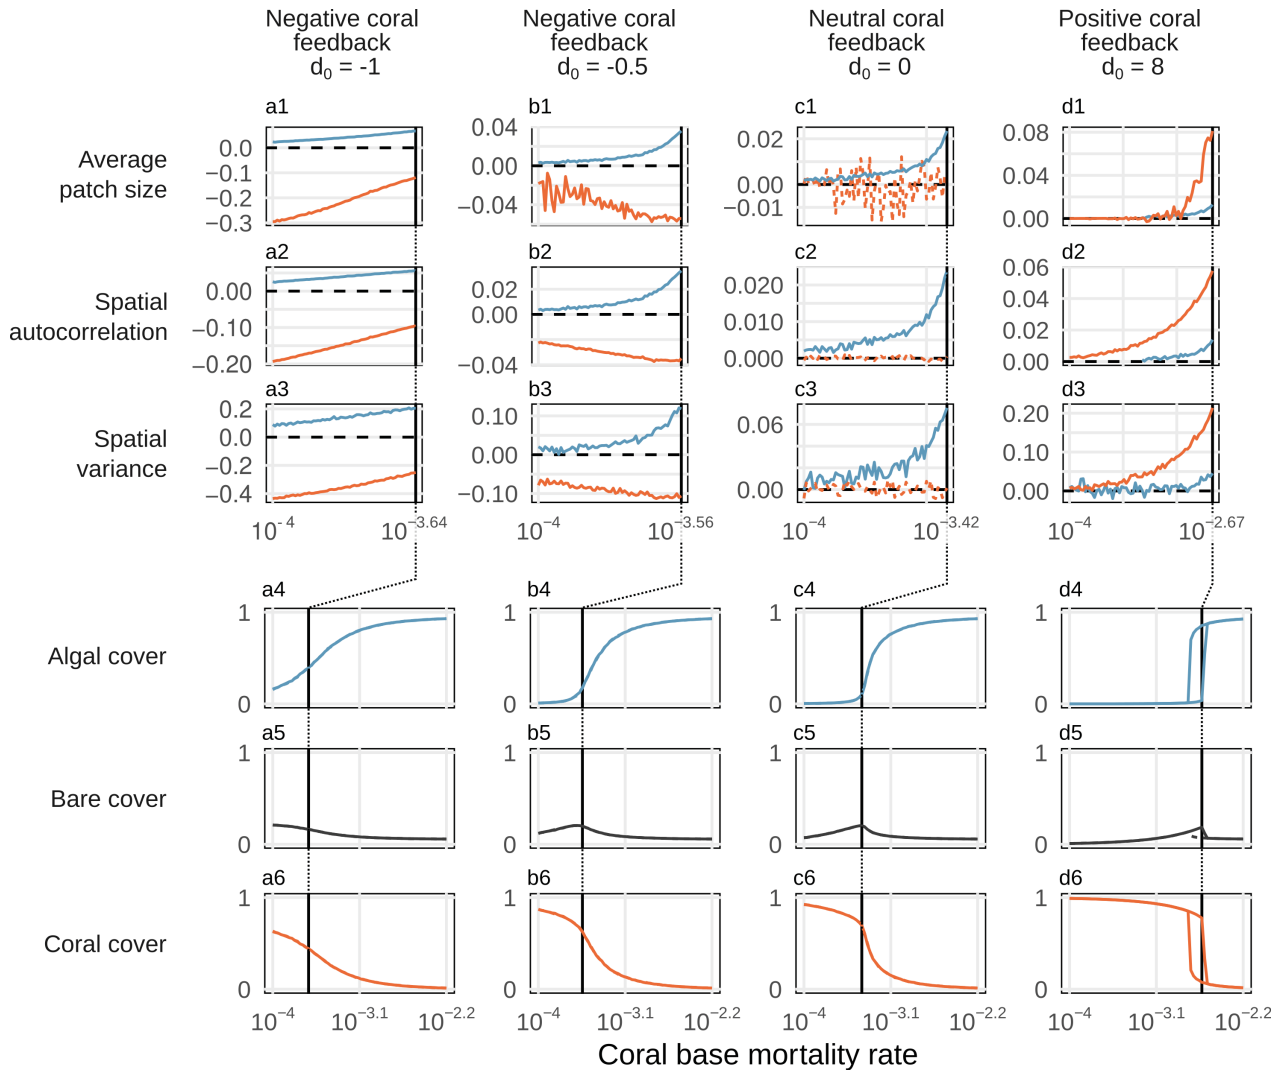 Negative coral
feedback
d₀ = -1
Negative coral
feedback
d₀ = -0.5
Neutral coral
feedback
d₀ = 0
Positive coral
feedback
d₀ = 8
Average
patch size
a1
0.0
−0.1
−0.2
−0.3
b1
0.04
0.00
−0.04
c1
0.02
0.00
−0.01
d1
0.08
0.04
0.00
Spatial
autocorrelation
a2
0.00
−0.10
−0.20
b2
0.02
0.00
−0.04
c2
0.020
0.010
0.000
d2
0.06
0.04
0.02
0.00
Spatial
variance
a3
0.2
0.0
−0.2
−0.4
b3
0.10
0.00
−0.10
c3
0.06
0.00
d3
0.20
0.10
0.00
10⁻⁴ 10⁻³·⁶⁴
10⁻⁴ 10⁻³·⁵⁶
10⁻⁴ 10⁻³·⁴²
10⁻⁴ 10⁻²·⁶⁷
Algal cover
a4
1
0
b4
1
0
c4
1
0
d4
1
0
Bare cover
a5
1
0
b5
1
0
c5
1
0
d5
1
0
Coral cover
a6
1
0
b6
1
0
c6
1
0
d6
1
0
10⁻⁴ 10⁻³·¹ 10⁻²·²
10⁻⁴ 10⁻³·¹ 10⁻²·²
10⁻⁴ 10⁻³·¹ 10⁻²·²
10⁻⁴ 10⁻³·¹ 10⁻²·²
Coral base mortality rate